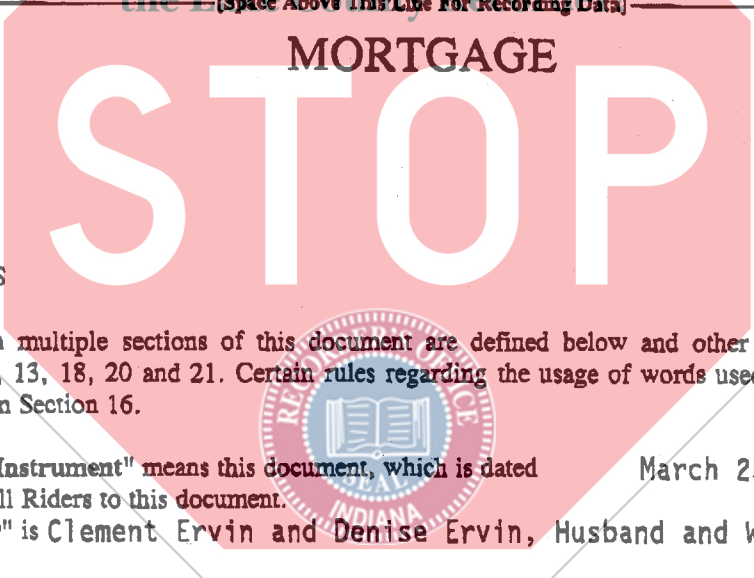 [Space Above This Line For Recording Data]
MORTGAGE
STOP
S
multiple sections of this document are defined below and other
13, 18, 20 and 21. Certain rules regarding the usage of words used
n Section 16.
Instrument" means this document, which is dated March 2
ll Riders to this document.
" is Clement Ervin and Denise Ervin, Husband and W
RECORDER'S OFFICE
SEAL
INDIANA